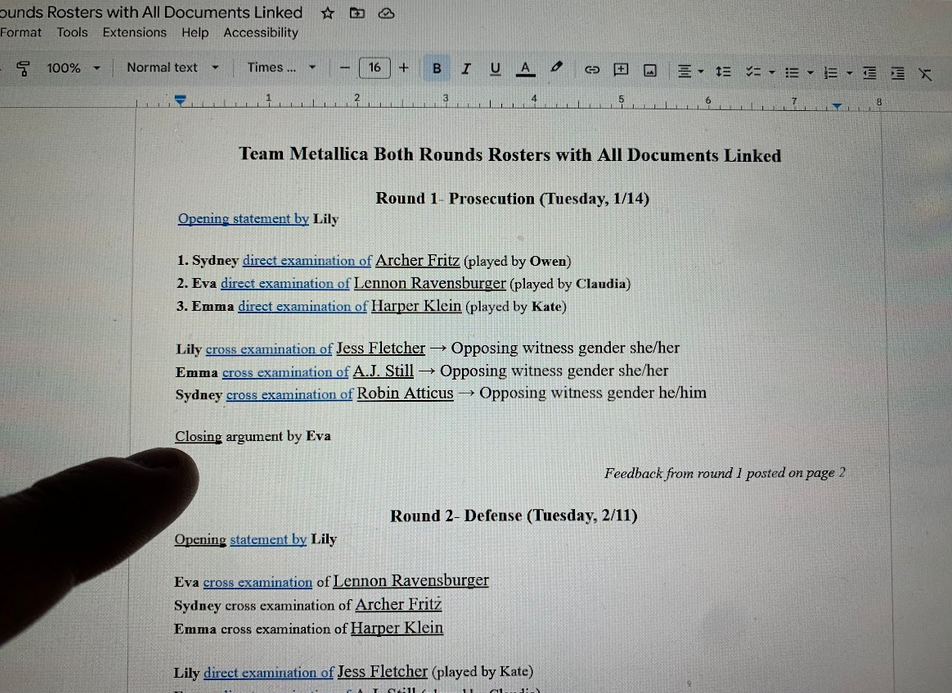 ounds Rosters with All Documents Linked
Format Tools Extensions Help Accessibility
100% Normal text Times ... − 16 + B I U A
1 2 3 4 5 6 7 8
Team Metallica Both Rounds Rosters with All Documents Linked
Round 1- Prosecution (Tuesday, 1/14)
Opening statement by Lily
1. Sydney direct examination of Archer Fritz (played by Owen)
2. Eva direct examination of Lennon Ravensburger (played by Claudia)
3. Emma direct examination of Harper Klein (played by Kate)
Lily cross examination of Jess Fletcher → Opposing witness gender she/her
Emma cross examination of A.J. Still → Opposing witness gender she/her
Sydney cross examination of Robin Atticus → Opposing witness gender he/him
Closing argument by Eva
Feedback from round 1 posted on page 2
Round 2- Defense (Tuesday, 2/11)
Opening statement by Lily
Eva cross examination of Lennon Ravensburger
Sydney cross examination of Archer Fritz
Emma cross examination of Harper Klein
Lily direct examination of Jess Fletcher (played by Kate)